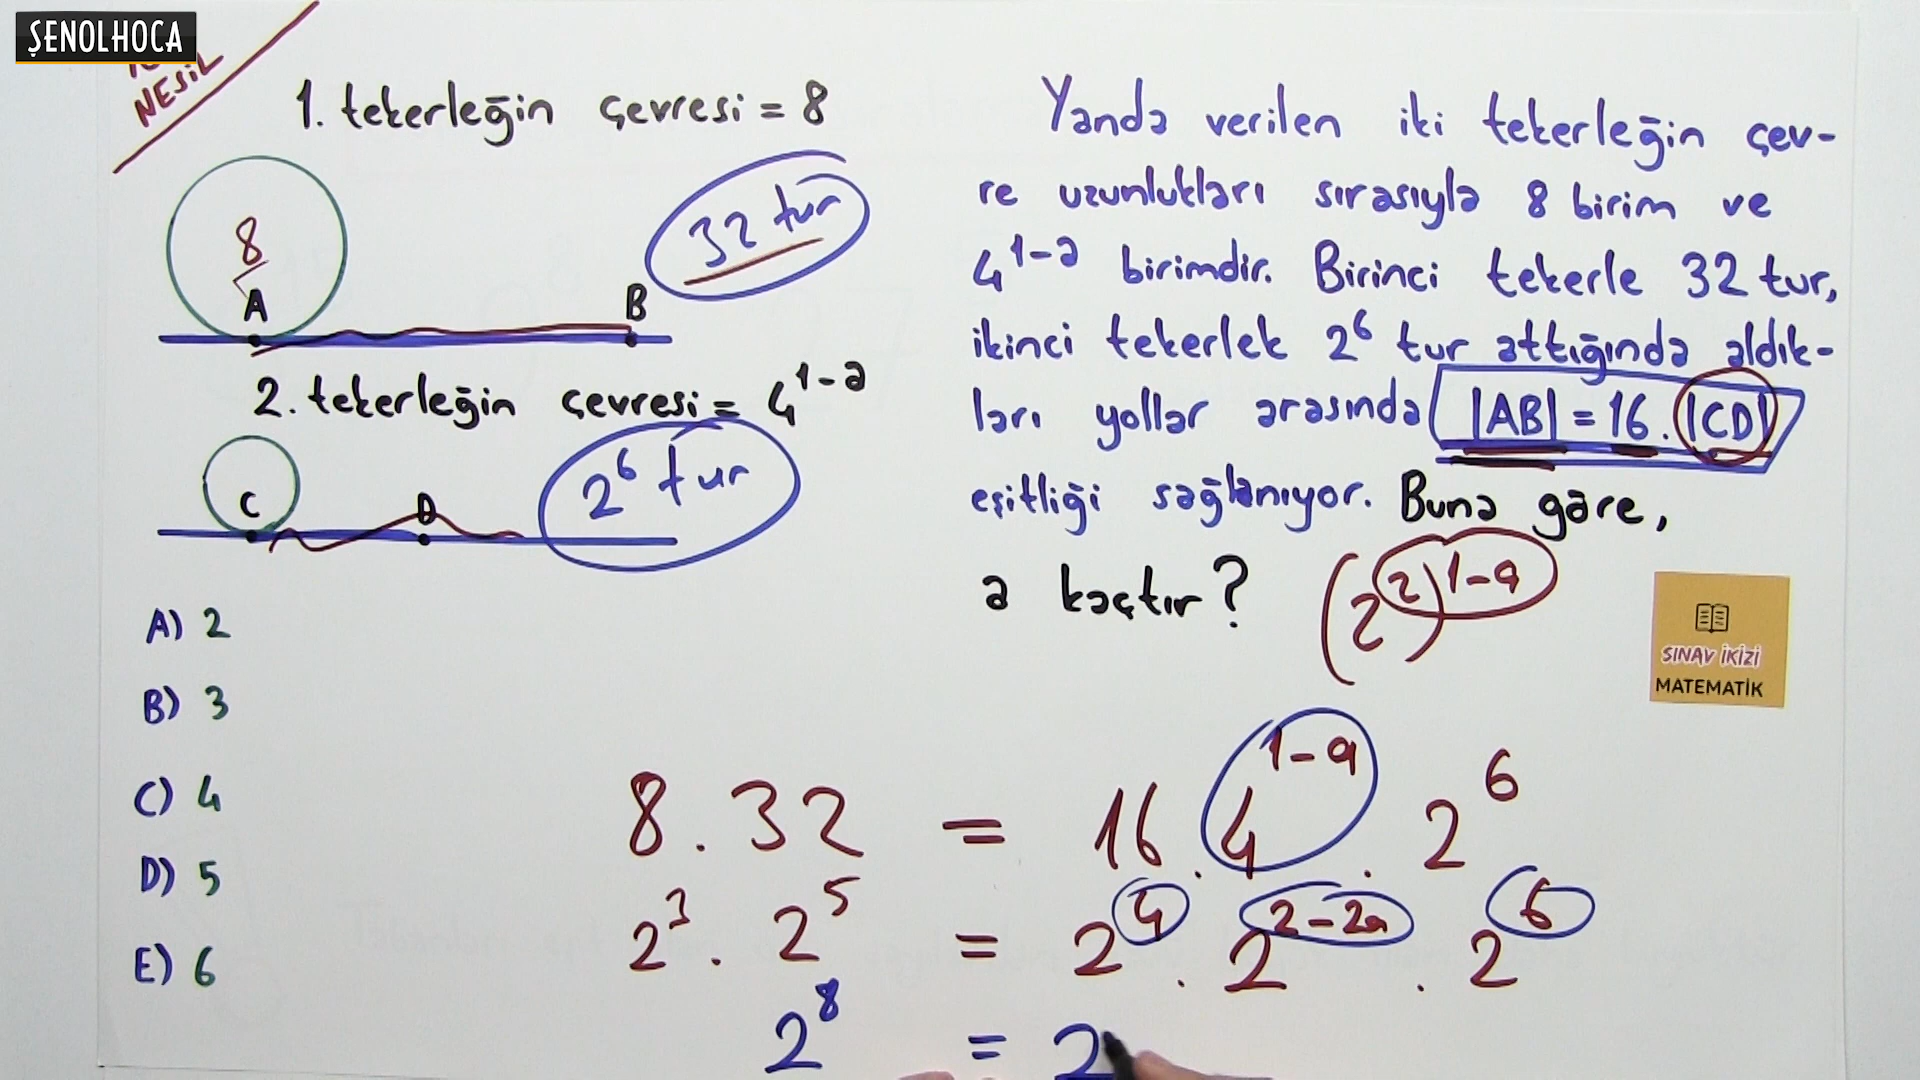 ŞENOLHOCA
NESİL
1. tekerleğin çevresi = 8
8
A
B
32 tur
2. tekerleğin çevresi = 4^1-a
C
D
2^6 tur
A) 2
B) 3
C) 4
D) 5
E) 6
Yanda verilen iki tekerleğin çev-
re uzunlukları sırasıyla 8 birim ve
4^1-a birimdir. Birinci tekerle 32 tur,
ikinci tekerlek 2^6 tur attığında aldık-
ları yollar arasında |AB| = 16 . |CD|
eşitliği sağlanıyor. Buna göre,
a kaçtır?
(2^2)^1-a
SINAV İKİZİ
MATEMATİK
8 . 32 = 16 . 4^1-a . 2^6
2^3 . 2^5 = 2^4 . 2^2-2a . 2^6
2^8 = 2